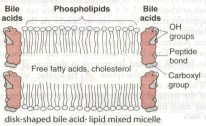 Bile acids
Phospholipids
Bile acids
OH groups
Peptide bond
Free fatty acids, cholesterol
Carboxyl group
disk-shaped bile acid- lipid mixed micelle